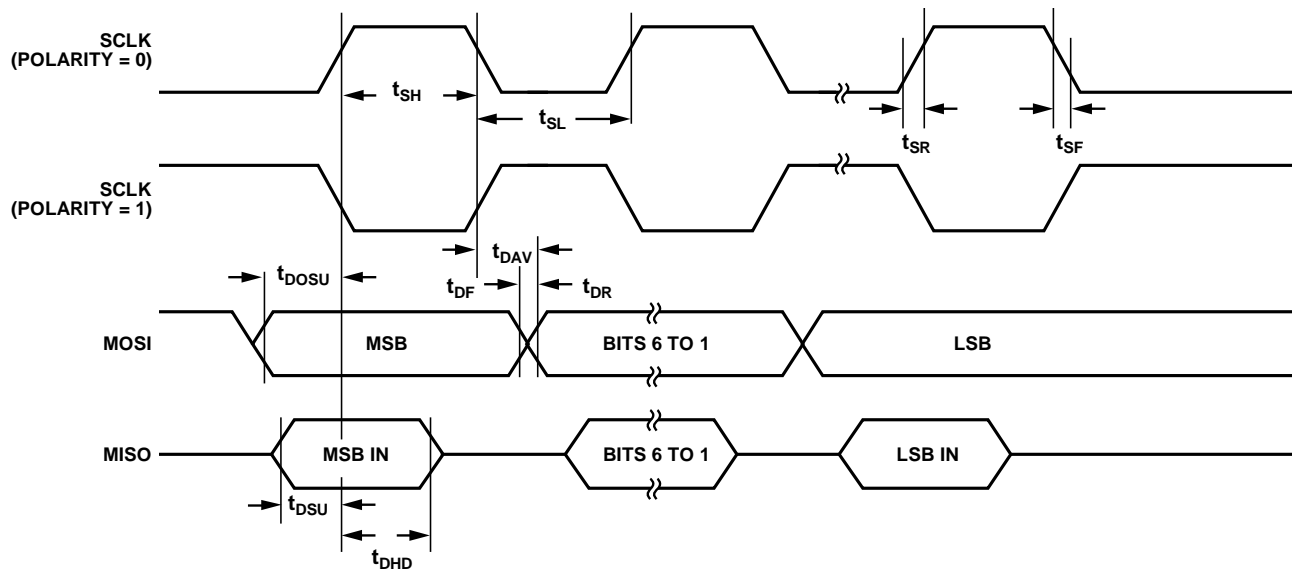 SCLK
(POLARITY = 0)
tSH
tSL
tSR
tSF
SCLK
(POLARITY = 1)
tDAV
tDOSU
tDF
tDR
MOSI
MSB
BITS 6 TO 1
LSB
MISO
MSB IN
BITS 6 TO 1
LSB IN
tDSU
tDHD